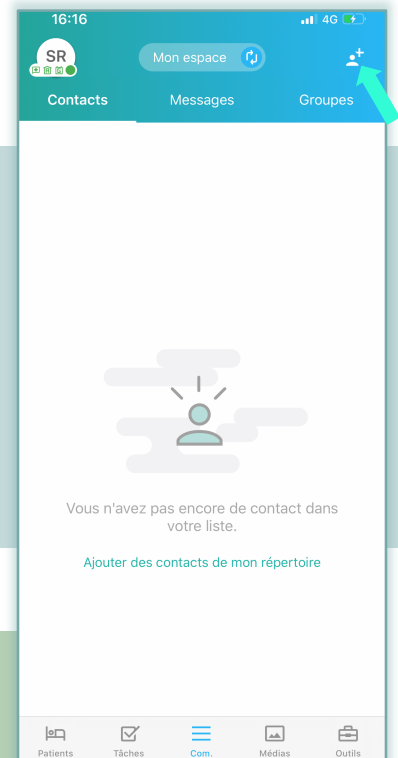 16:16
4G
SR
Mon espace
Contacts Messages Groupes
Vous n'avez pas encore de contact dans
votre liste.
Ajouter des contacts de mon répertoire
Patients Tâches Com. Médias Outils